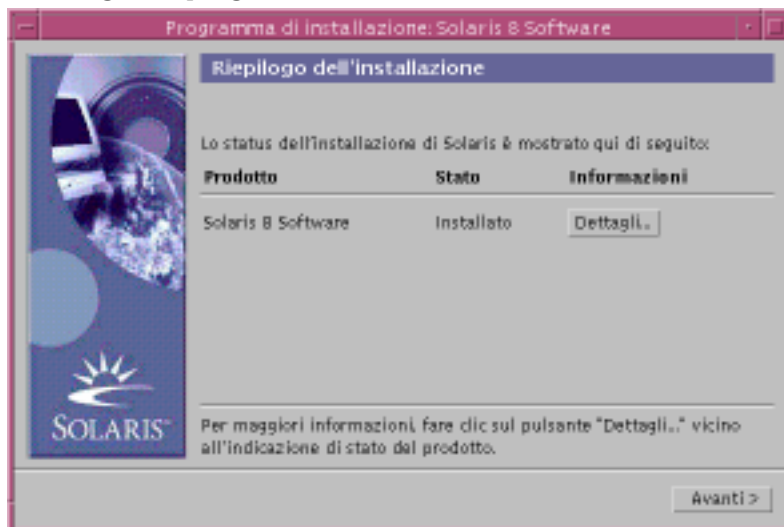 Programma di installazione: Solaris 8 Software
Riepilogo dell'installazione
Lo status dell'installazione di Solaris è mostrato qui di seguito:
Prodotto Stato Informazioni
Solaris 8 Software Installato Dettagli..
SOLARIS™
Per maggiori informazioni, fare clic sul pulsante "Dettagli..." vicino
all'indicazione di stato del prodotto.
Avanti >